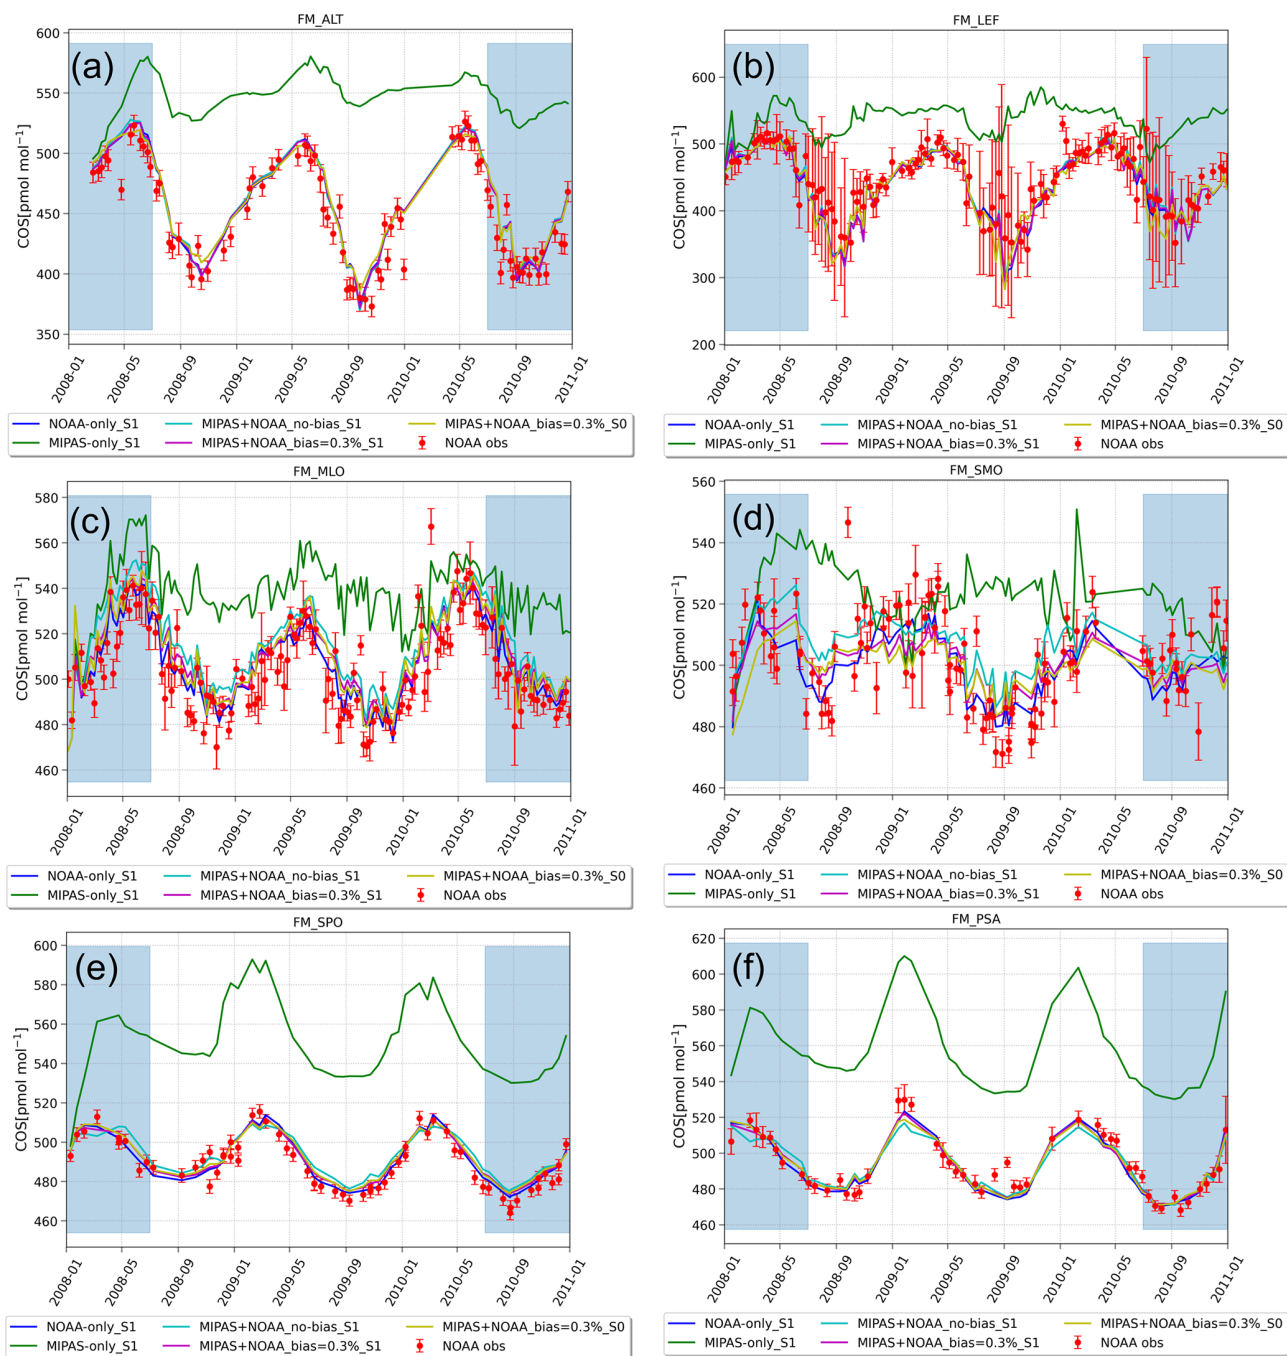 FM_ALT
(a)
COS[pmol mol−1]
600
550
500
450
400
350
2008-01
2008-05
2008-09
2009-01
2009-05
2009-09
2010-01
2010-05
2010-09
2011-01
NOAA-only_S1
MIPAS+NOAA_no-bias_S1
MIPAS+NOAA_bias=0.3%_S0
MIPAS-only_S1
MIPAS+NOAA_bias=0.3%_S1
NOAA obs
FM_LEF
(b)
COS[pmol mol−1]
600
500
400
300
200
2008-01
2008-05
2008-09
2009-01
2009-05
2009-09
2010-01
2010-05
2010-09
2011-01
NOAA-only_S1
MIPAS+NOAA_no-bias_S1
MIPAS+NOAA_bias=0.3%_S0
MIPAS-only_S1
MIPAS+NOAA_bias=0.3%_S1
NOAA obs
FM_MLO
(c)
COS[pmol mol−1]
580
560
540
520
500
480
460
2008-01
2008-05
2008-09
2009-01
2009-05
2009-09
2010-01
2010-05
2010-09
2011-01
NOAA-only_S1
MIPAS+NOAA_no-bias_S1
MIPAS+NOAA_bias=0.3%_S0
MIPAS-only_S1
MIPAS+NOAA_bias=0.3%_S1
NOAA obs
FM_SMO
(d)
COS[pmol mol−1]
560
540
520
500
480
460
2008-01
2008-05
2008-09
2009-01
2009-05
2009-09
2010-01
2010-05
2010-09
2011-01
NOAA-only_S1
MIPAS+NOAA_no-bias_S1
MIPAS+NOAA_bias=0.3%_S0
MIPAS-only_S1
MIPAS+NOAA_bias=0.3%_S1
NOAA obs
FM_SPO
(e)
COS[pmol mol−1]
600
580
560
540
520
500
480
460
2008-01
2008-05
2008-09
2009-01
2009-05
2009-09
2010-01
2010-05
2010-09
2011-01
NOAA-only_S1
MIPAS+NOAA_no-bias_S1
MIPAS+NOAA_bias=0.3%_S0
MIPAS-only_S1
MIPAS+NOAA_bias=0.3%_S1
NOAA obs
FM_PSA
(f)
COS[pmol mol−1]
620
600
580
560
540
520
500
480
460
2008-01
2008-05
2008-09
2009-01
2009-05
2009-09
2010-01
2010-05
2010-09
2011-01
NOAA-only_S1
MIPAS+NOAA_no-bias_S1
MIPAS+NOAA_bias=0.3%_S0
MIPAS-only_S1
MIPAS+NOAA_bias=0.3%_S1
NOAA obs